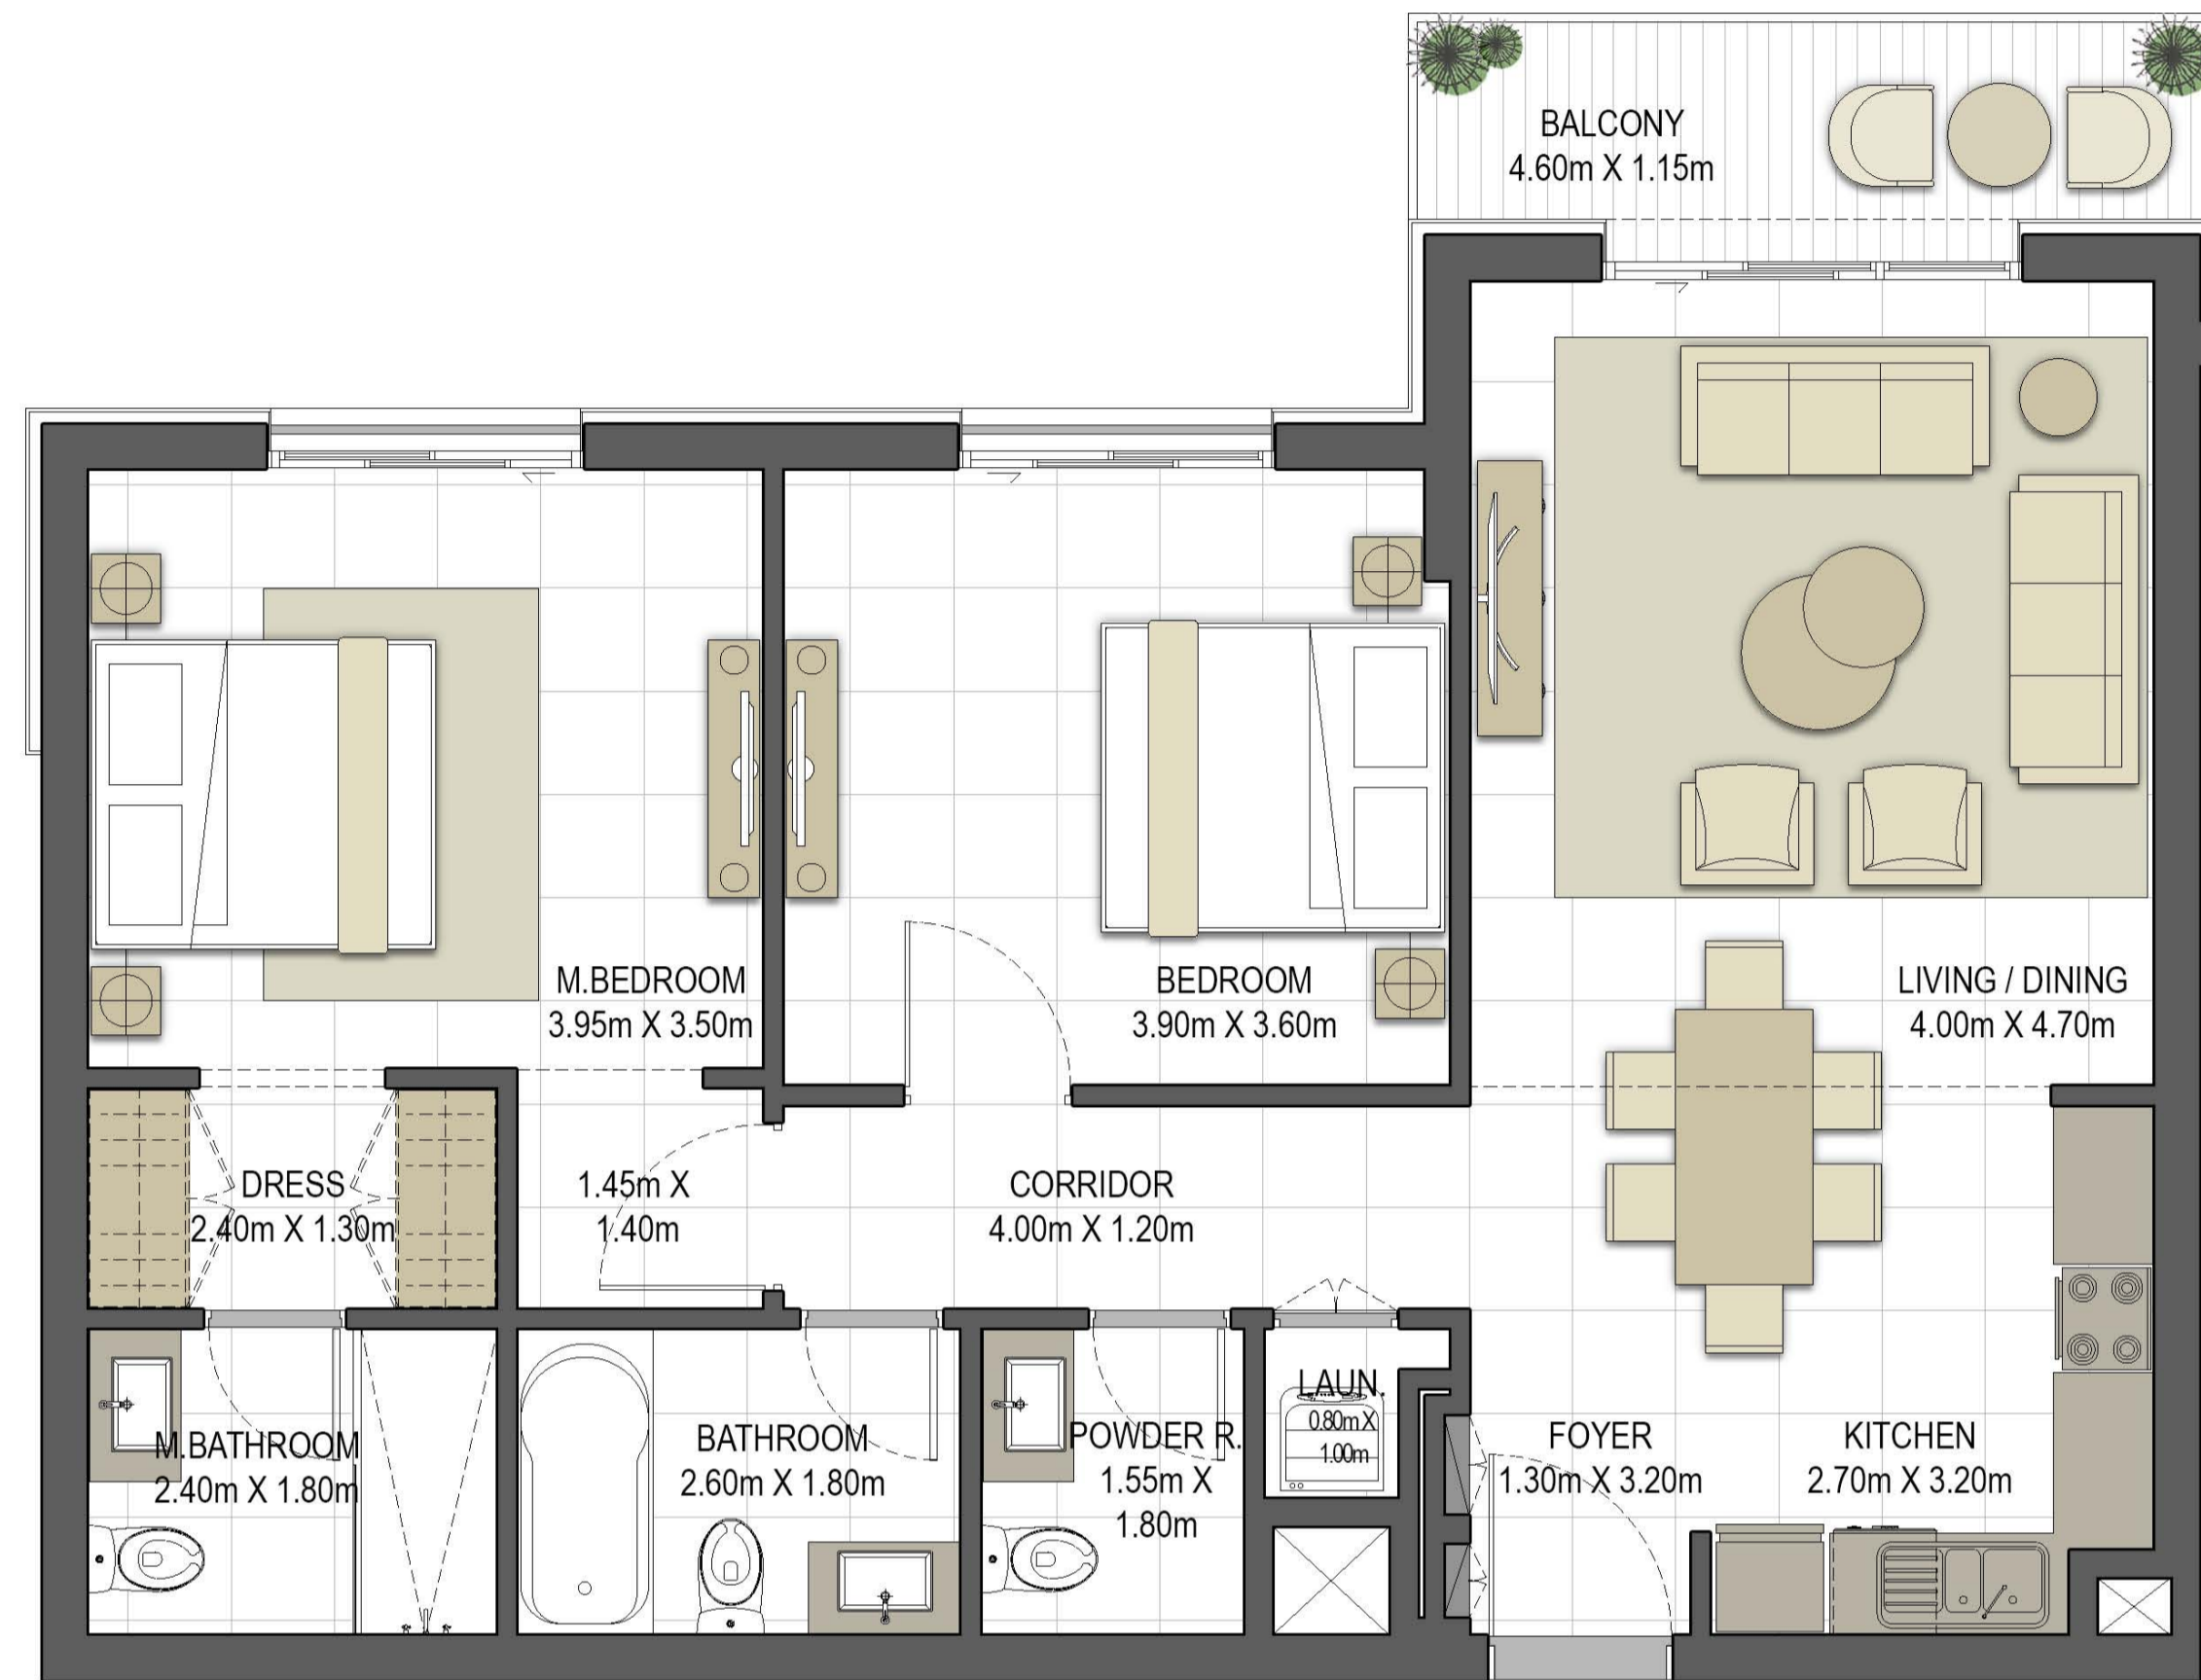 BALCONY
4.60m X 1.15m
M.BEDROOM
3.95m X 3.50m
BEDROOM
3.90m X 3.60m
LIVING / DINING
4.00m X 4.70m
DRESS
2.40m X 1.30m
1.45m X
1.40m
CORRIDOR
4.00m X 1.20m
M.BATHROOM
2.40m X 1.80m
BATHROOM
2.60m X 1.80m
POWDER R.
1.55m X
1.80m
LAUN.
0.80m X
1.00m
FOYER
1.30m X 3.20m
KITCHEN
2.70m X 3.20m